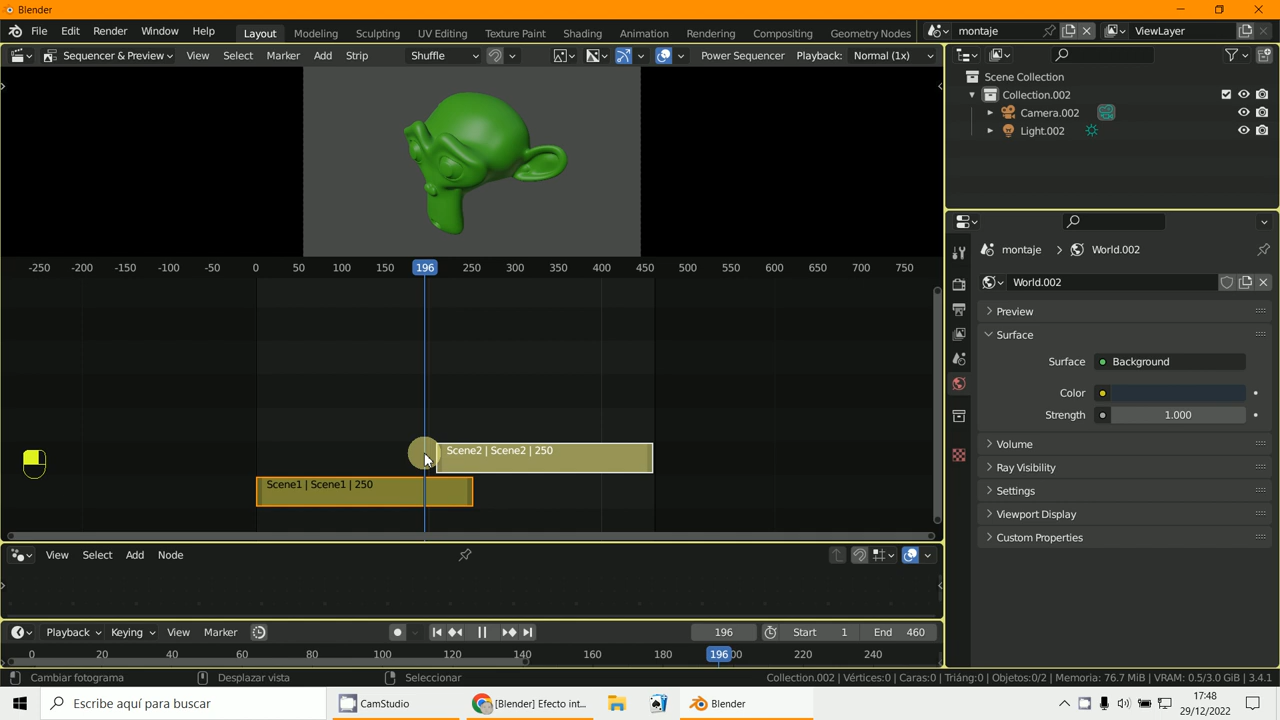 Blender
File Edit Render Window Help Layout Modeling Sculpting UV Editing Texture Paint Shading Animation Rendering Compositing Geometry Nodes montaje ViewLayer
Sequencer & Preview View Select Marker Add Strip Shuffle Power Sequencer Playback: Normal (1x)
Scene Collection
Collection.002
Camera.002
Light.002
montaje World.002
World.002
Preview
Surface
Surface Background
Color
Strength 1.000
Volume
Ray Visibility
Settings
Viewport Display
Custom Properties
-250 -200 -150 -100 -50 0 50 100 150 196 250 300 350 400 450 500 550 600 650 700 750
Scene2 | Scene2 | 250
Scene1 | Scene1 | 250
View Select Add Node
Playback Keying View Marker 196 Start 1 End 460
0 20 40 60 80 100 120 140 160 180 196 220 240
Cambiar fotograma Desplazar vista Seleccionar Collection.002 | Vértices:0 | Caras:0 | Triáng:0 | Objetos:0/2 | Memoria: 76.7 MiB | VRAM: 0.5/3.0 GiB | 3.4.1
Escribe aquí para buscar CamStudio [Blender] Efecto int... Blender 17:48
29/12/2022